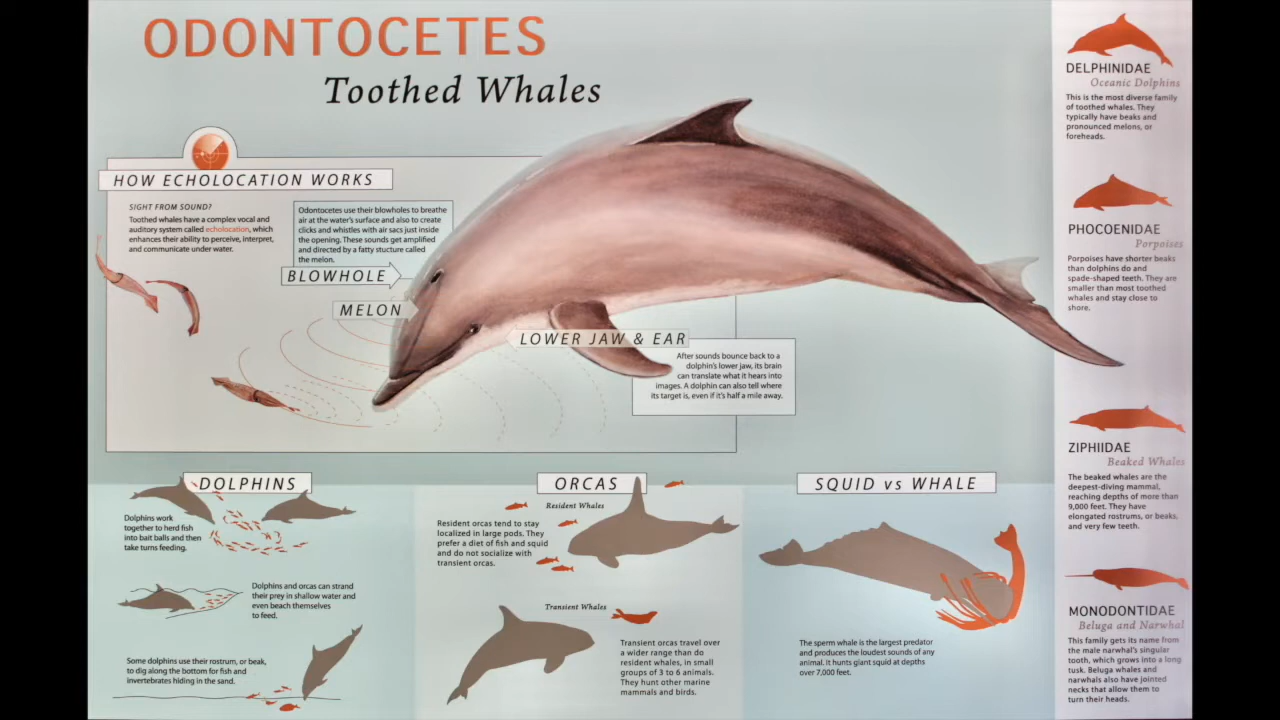 ODONTOCETES
Toothed Whales
HOW ECHOLOCATION WORKS
SIGHT FROM SOUND?
Toothed whales have a complex vocal and
auditory system called echolocation, which
enhances their ability to perceive, interpret,
and communicate under water.
Odontocetes use their blowholes to breathe
air at the water's surface and also to create
clicks and whistles with air sacs just inside
the opening. These sounds get amplified
and directed by a fatty stucture called
the melon.
BLOWHOLE
MELON
LOWER JAW & EAR
After sounds bounce back to a
dolphin's lower jaw, its brain
can translate what it hears into
images. A dolphin can also tell where
its target is, even if it's half a mile away.
DOLPHINS
Dolphins work
together to herd fish
into bait balls and then
take turns feeding.
Dolphins and orcas can strand
their prey in shallow water and
even beach themselves
to feed.
Some dolphins use their rostrum, or beak,
to dig along the bottom for fish and
invertebrates hiding in the sand.
ORCAS
Resident Whales
Resident orcas tend to stay
localized in large pods. They
prefer a diet of fish and squid
and do not socialize with
transient orcas.
Transient Whales
Transient orcas travel over
a wider range than do
resident whales, in small
groups of 3 to 6 animals.
They hunt other marine
mammals and birds.
SQUID vs WHALE
The sperm whale is the largest predator
and produces the loudest sounds of any
animal. It hunts giant squid at depths
over 7,000 feet.
DELPHINIDAE
Oceanic Dolphins
This is the most diverse family
of toothed whales. They
typically have beaks and
pronounced melons, or
foreheads.
PHOCOENIDAE
Porpoises
Porpoises have shorter beaks
than dolphins do and
spade-shaped teeth. They are
smaller than most toothed
whales and stay close to
shore.
ZIPHIIDAE
Beaked Whales
The beaked whales are the
deepest-diving mammal,
reaching depths of more than
9,000 feet. They have
elongated rostrums, or beaks,
and very few teeth.
MONODONTIDAE
Beluga and Narwhal
This family gets its name from
the male narwhal's singular
tooth, which grows into a long
tusk. Beluga whales and
narwhals also have jointed
necks that allow them to
turn their heads.